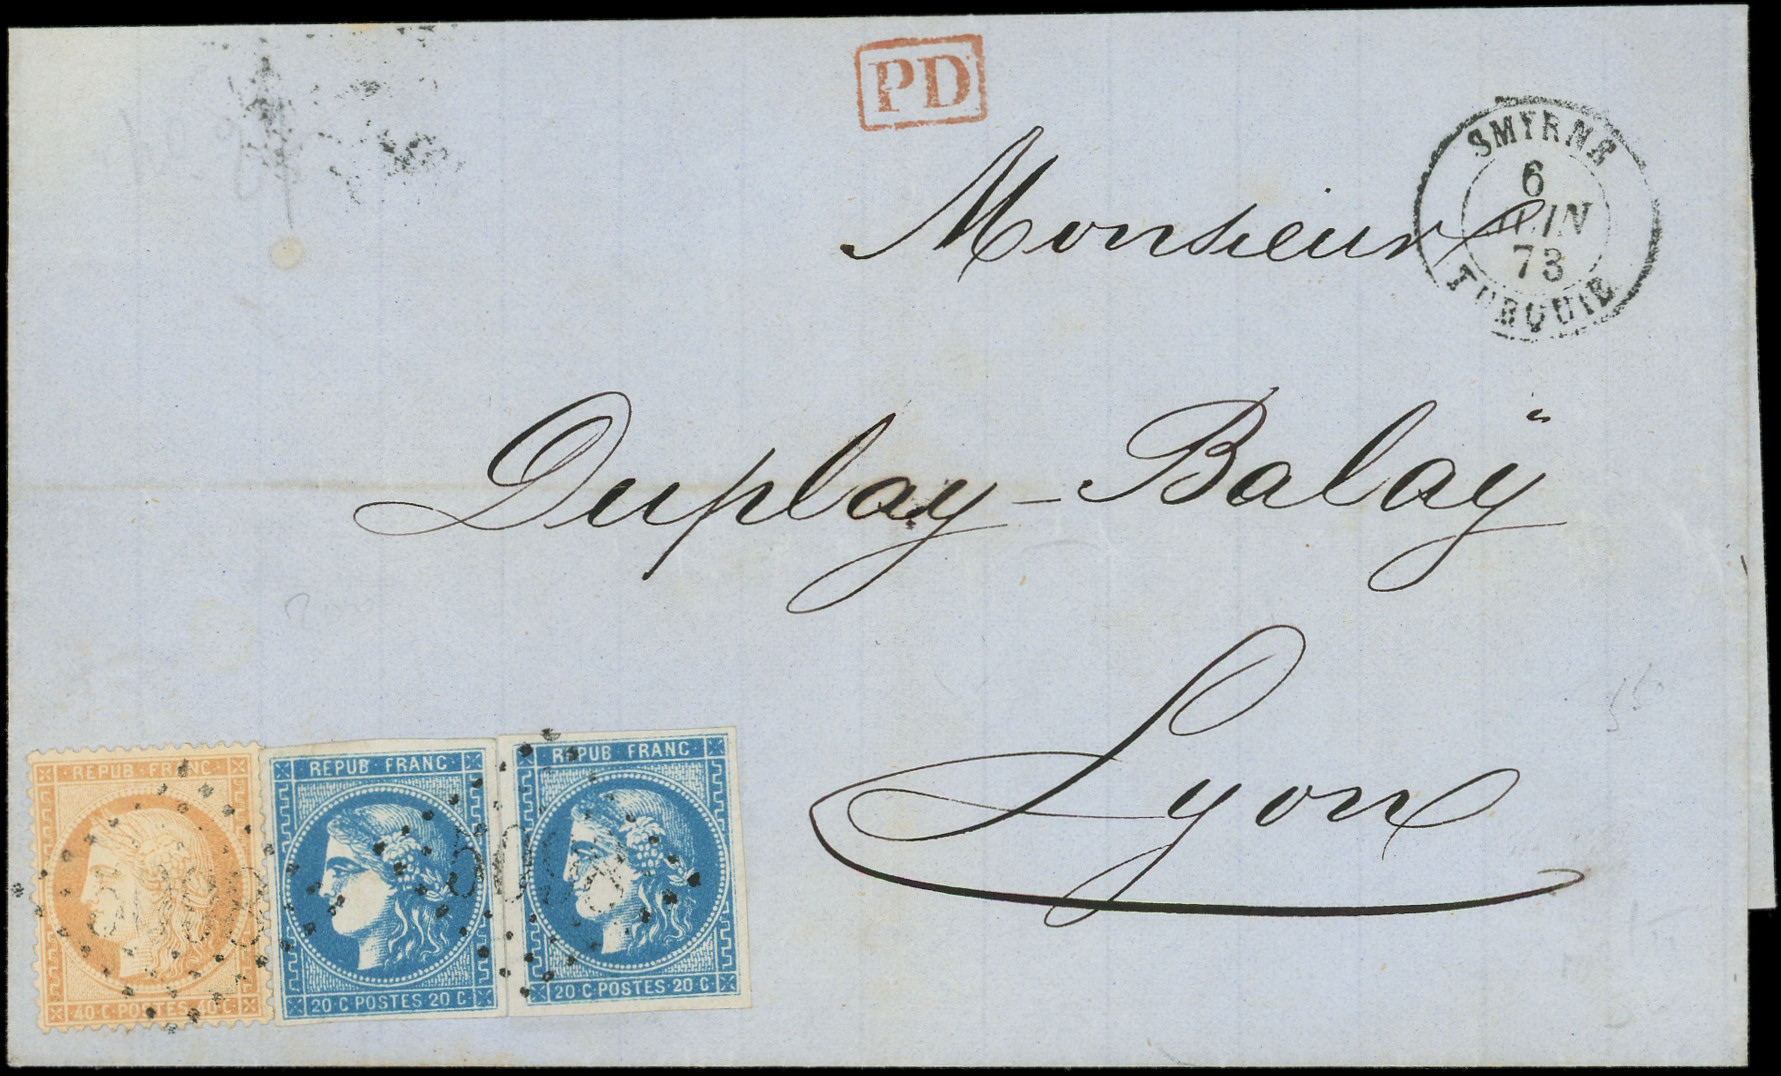 PD
SMYRNE
6
JUIN
73
TURQUIE
Monsieur
Duplay-Balaÿ
Lyon
REPUB FRANC
40·C·POSTES·40·C
REPUB FRANC
20·C·POSTES·20·C
REPUB FRANC
20·C·POSTES·20·C